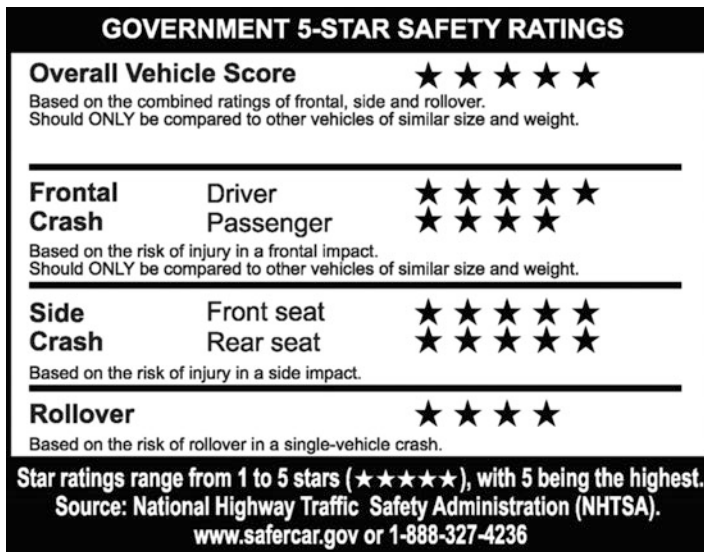 GOVERNMENT 5-STAR SAFETY RATINGS
Overall Vehicle Score ★ ★ ★ ★ ★
Based on the combined ratings of frontal, side and rollover.
Should ONLY be compared to other vehicles of similar size and weight.
Frontal Driver ★ ★ ★ ★ ★
Crash Passenger ★ ★ ★ ★
Based on the risk of injury in a frontal impact.
Should ONLY be compared to other vehicles of similar size and weight.
Side Front seat ★ ★ ★ ★ ★
Crash Rear seat ★ ★ ★ ★ ★
Based on the risk of injury in a side impact.
Rollover ★ ★ ★ ★
Based on the risk of rollover in a single-vehicle crash.
Star ratings range from 1 to 5 stars (★★★★★), with 5 being the highest.
Source: National Highway Traffic Safety Administration (NHTSA).
www.safercar.gov or 1-888-327-4236